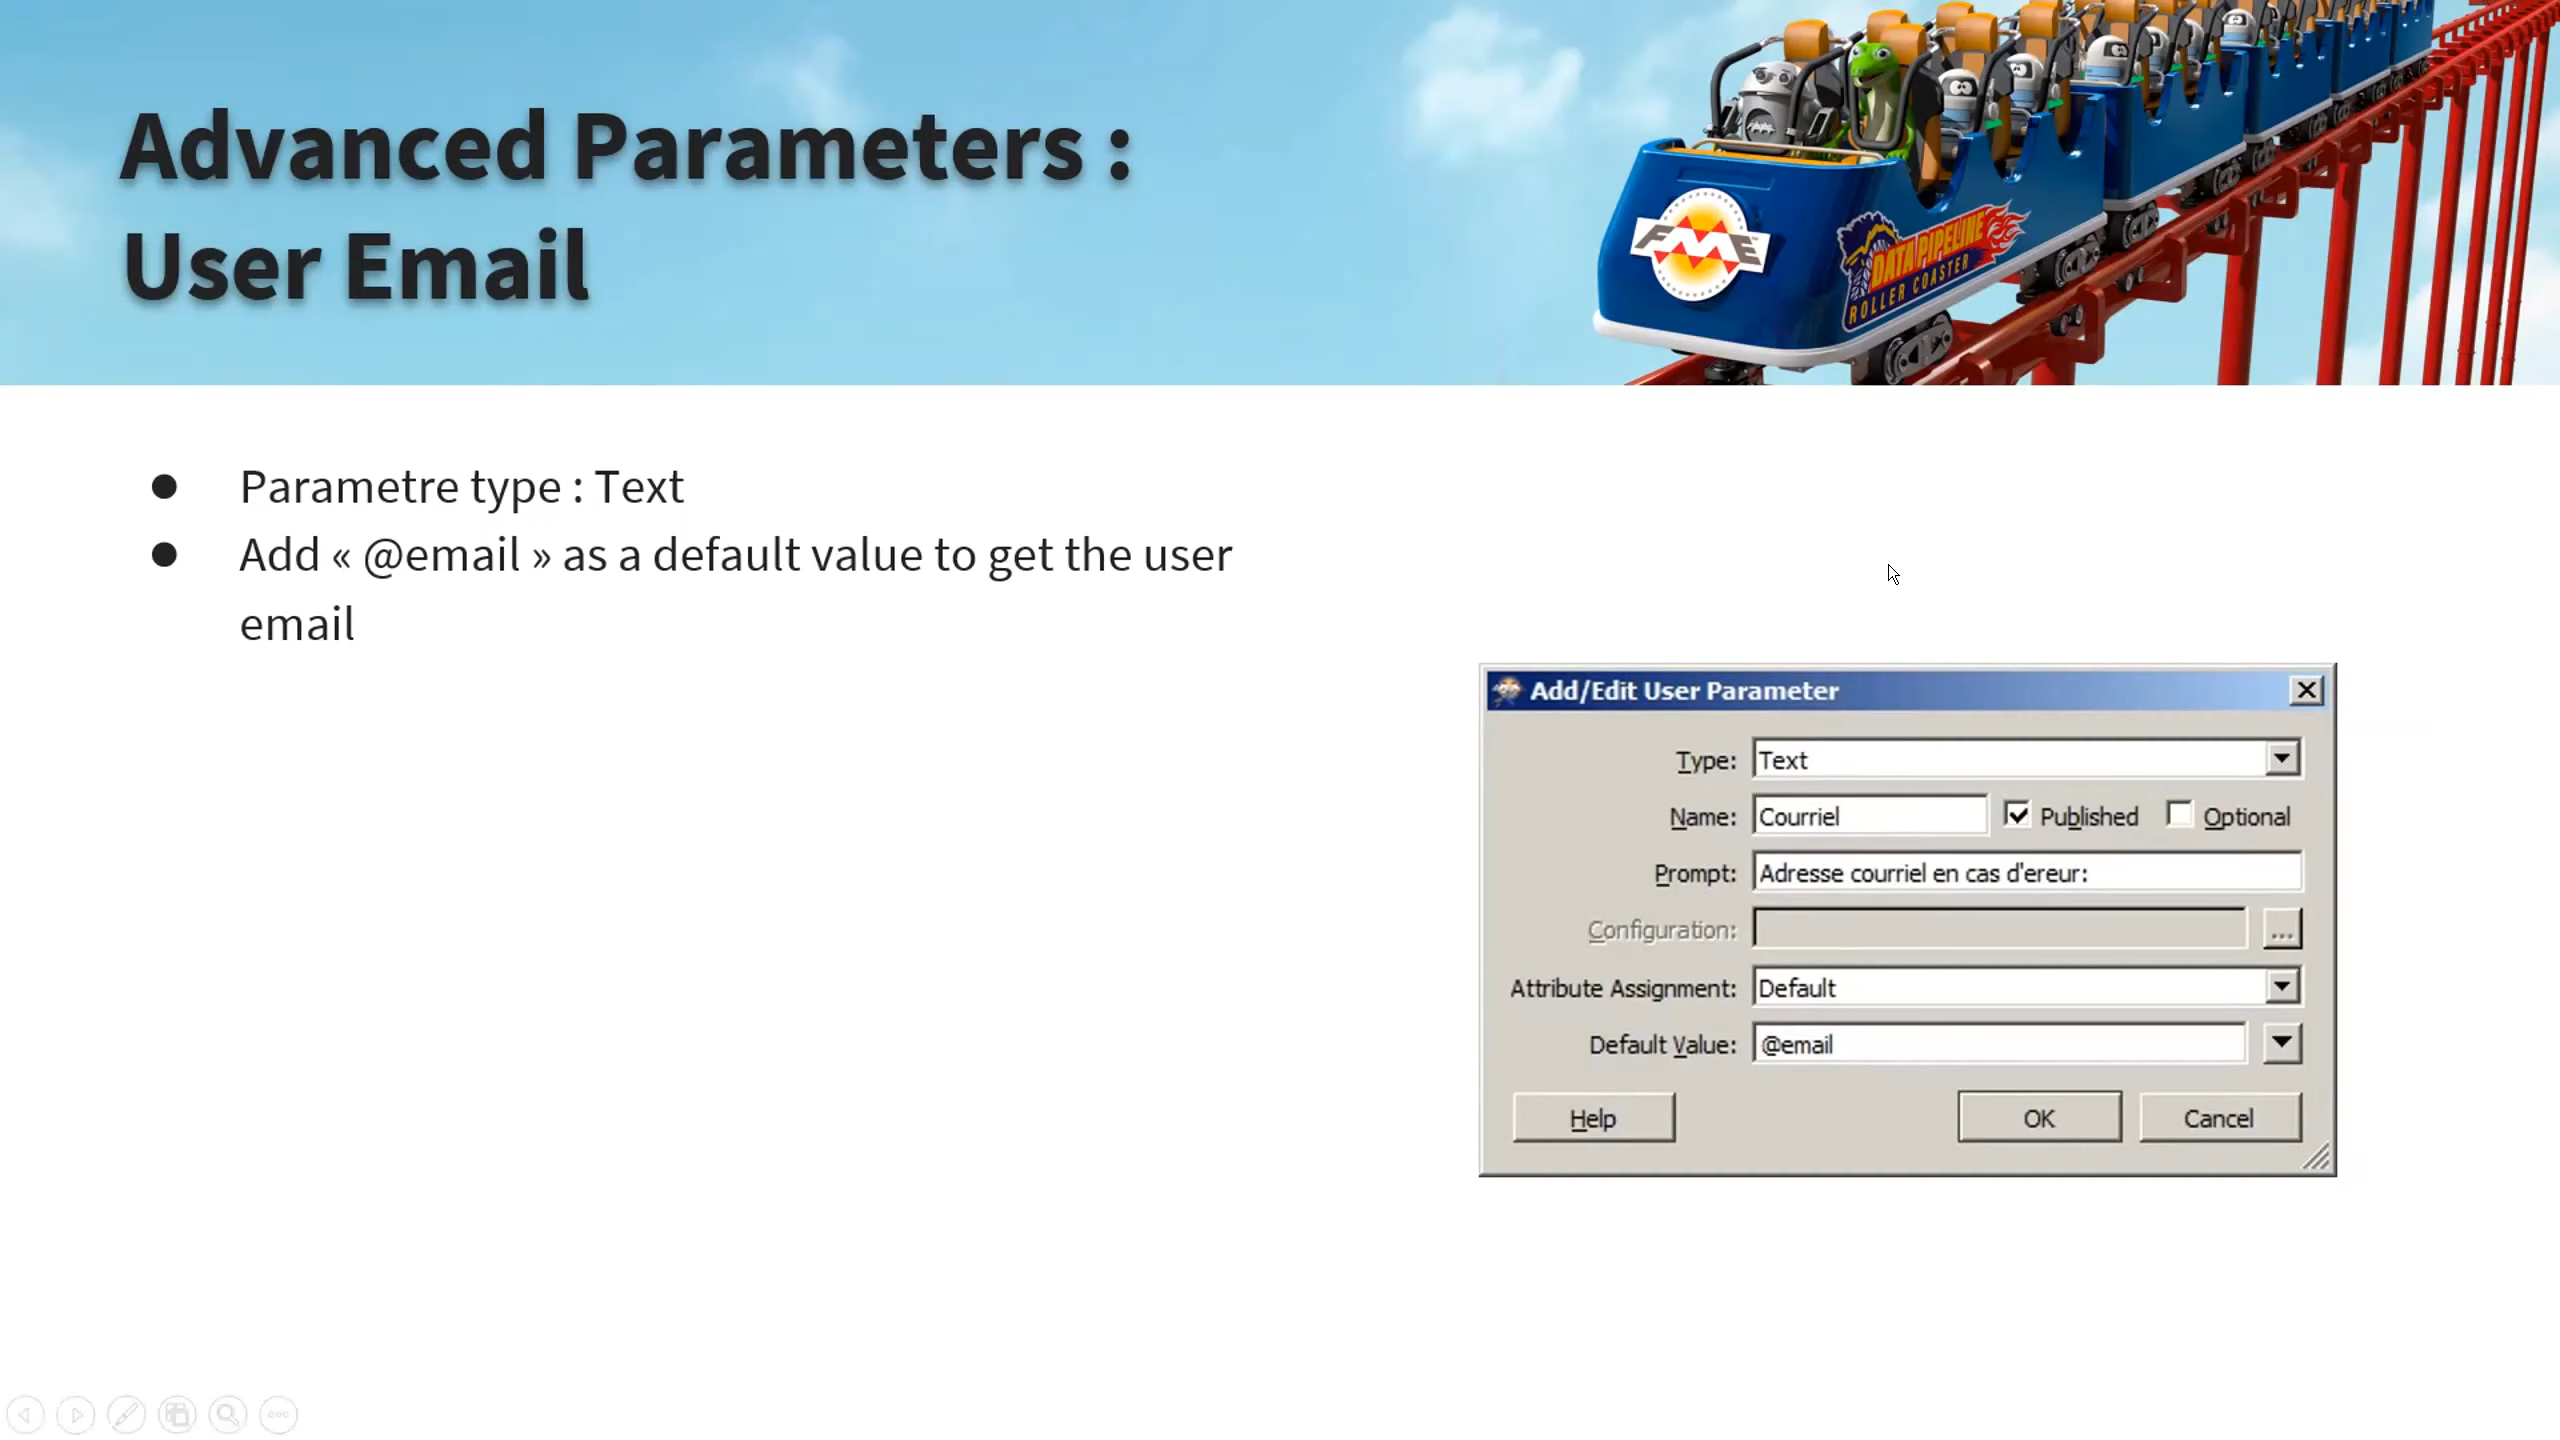 Advanced Parameters :
User Email
FME
DATA PIPELINE
ROLLER COASTER
● Parametre type : Text
● Add « @email » as a default value to get the user
email
Add/Edit User Parameter
Type: Text
Name: Courriel Published Optional
Prompt: Adresse courriel en cas d'ereur:
Configuration: ...
Attribute Assignment: Default
Default Value: @email
Help OK Cancel